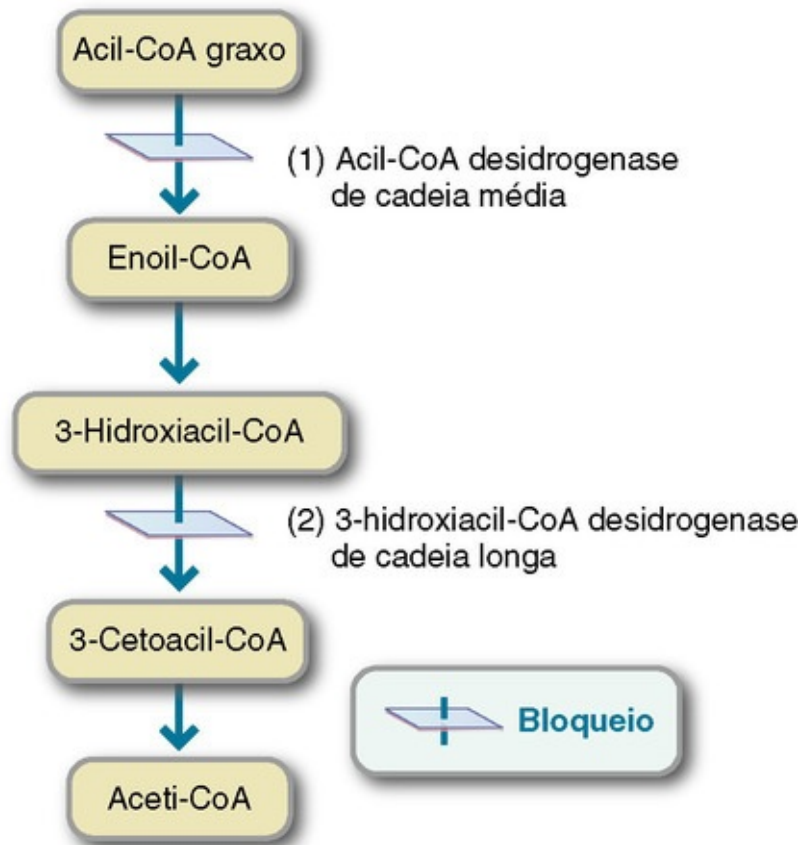 Acil-CoA graxo
(1) Acil-CoA desidrogenase
de cadeia média
Enoil-CoA
3-Hidroxiacil-CoA
(2) 3-hidroxiacil-CoA desidrogenase
de cadeia longa
3-Cetoacil-CoA
Bloqueio
Aceti-CoA